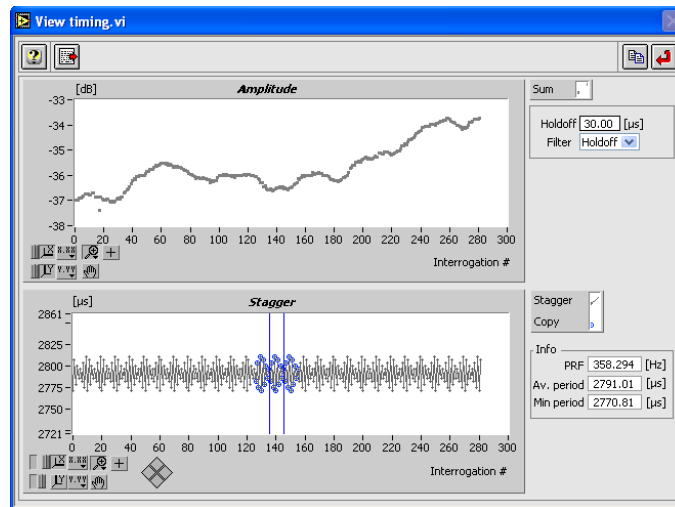 View timing.vi
[dB] Amplitude
Sum
-33
-34
-35
-36
-37
-38
0 20 40 60 80 100 120 140 160 180 200 220 240 260 280 300
Interrogation #
Holdoff 30.00 [µs]
Filter Holdoff
[µs] Stagger
Stagger
Copy
2861
2825
2800
2775
2750
2721
0 20 40 60 80 100 120 140 160 180 200 220 240 260 280 300
Interrogation #
Info
PRF 358.294 [Hz]
Av. period 2791.01 [µs]
Min period 2770.81 [µs]